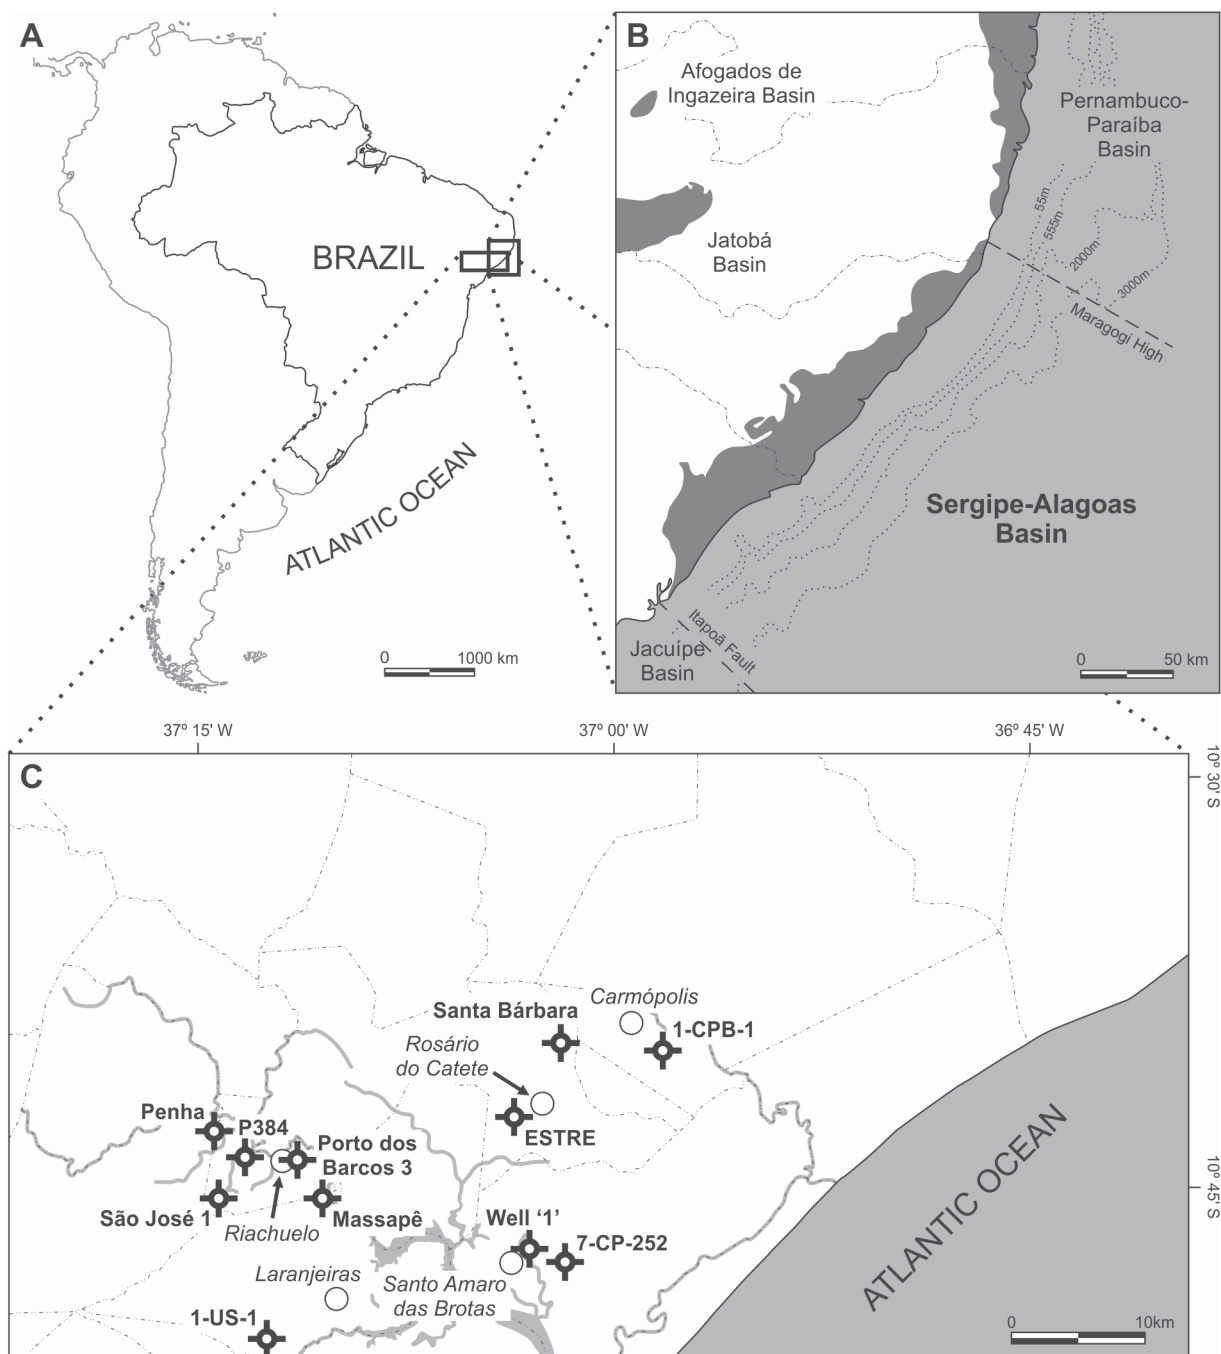 A
BRAZIL
ATLANTIC OCEAN
0 1000 km
B
Afogados de
Ingazeira Basin
Pernambuco-
Paraíba
Basin
55m
555m
2000m
3000m
Jatobá
Basin
Maragogi High
Sergipe-Alagoas
Basin
Itapoã Fault
Jacuípe
Basin
0 50 km
37º 15' W
37º 00' W
36º 45' W
C
10º 30' S
Carmópolis
Santa Bárbara
1-CPB-1
Rosário
do Catete
Penha
P384
ESTRE
Porto dos
Barcos 3
10º 45' S
São José 1
Massapê
Riachuelo
Well ‘1’
7-CP-252
Laranjeiras
Santo Amaro
das Brotas
1-US-1
ATLANTIC OCEAN
0 10km